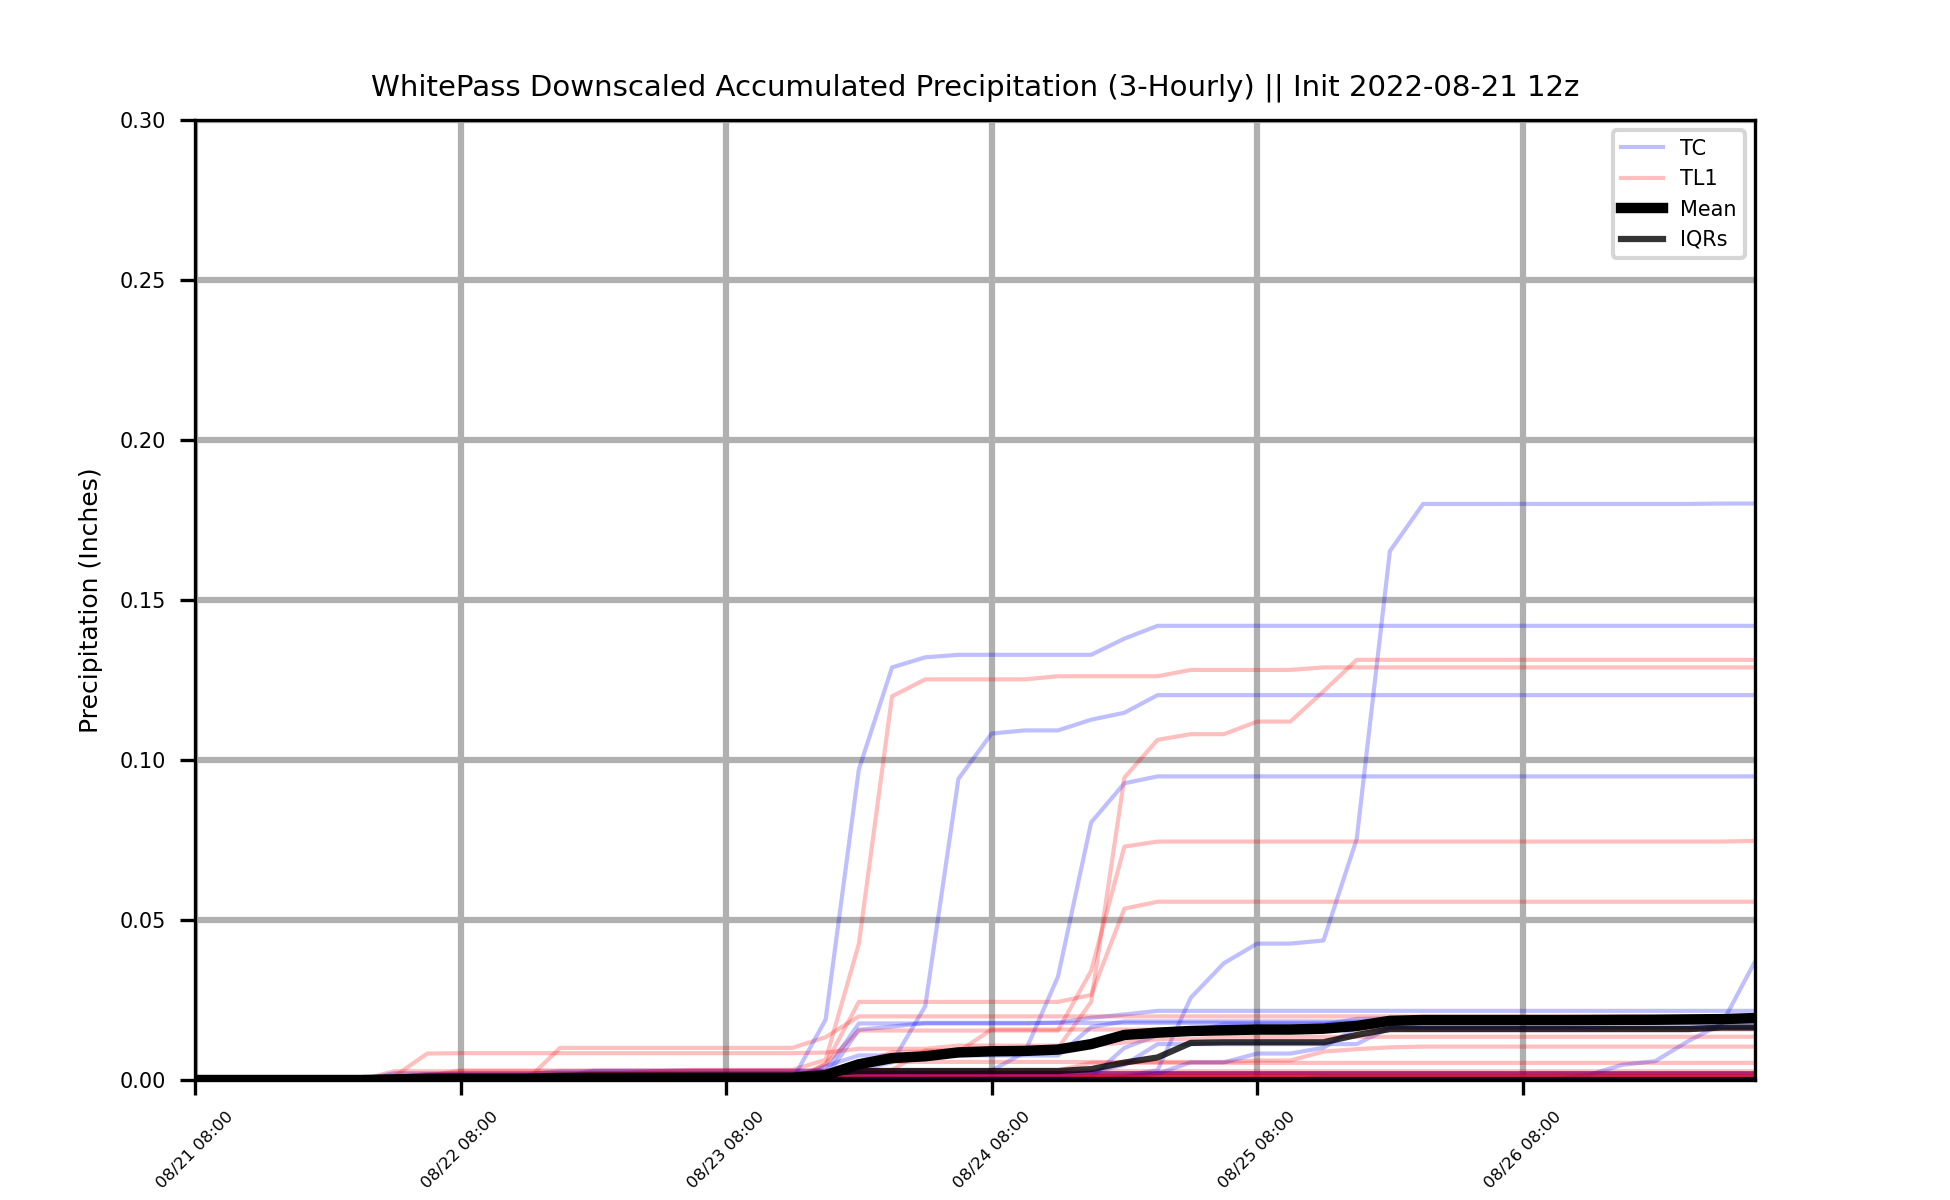 WhitePass Downscaled Accumulated Precipitation (3-Hourly) || Init 2022-08-21 12z
TC
TL1
Mean
IQRs
Precipitation (Inches)
0.30
0.25
0.20
0.15
0.10
0.05
0.00
08/21 08:00
08/22 08:00
08/23 08:00
08/24 08:00
08/25 08:00
08/26 08:00